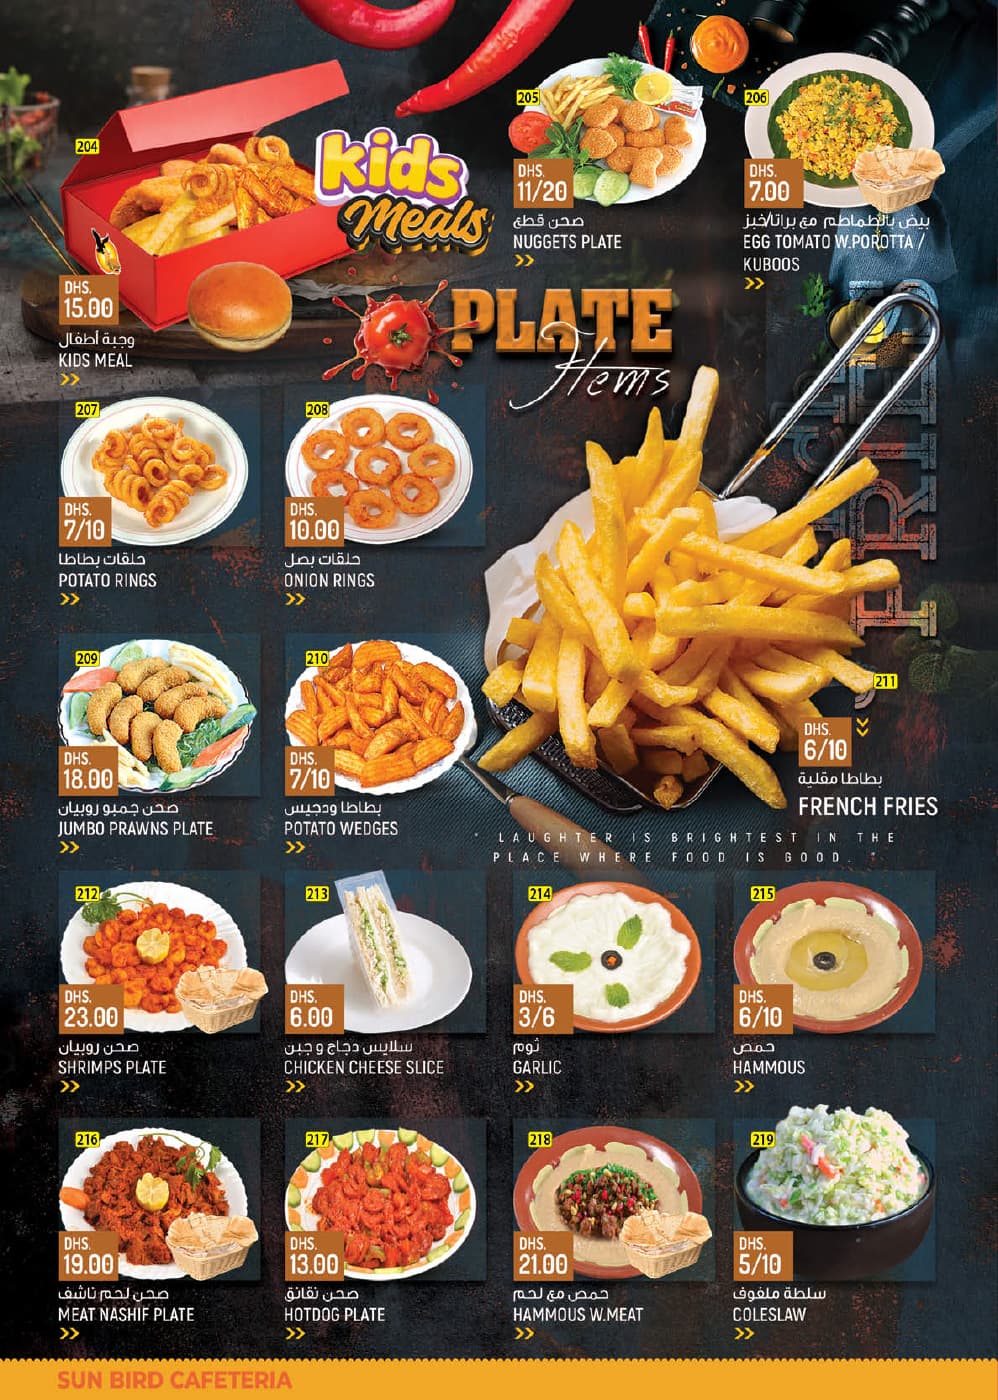 204
Kids
Meals
DHS.
15.00
وجبة أطفال
KIDS MEAL
205
DHS.
11/20
صحن قطع
NUGGETS PLATE
206
DHS.
7.00
بيض بالطماطم مع براتا/خبز
EGG TOMATO W.POROTTA /
KUBOOS
PLATE
Items
FRIES
207
DHS.
7/10
حلقات بطاطا
POTATO RINGS
208
DHS.
10.00
حلقات بصل
ONION RINGS
209
DHS.
18.00
صحن جمبو روبيان
JUMBO PRAWNS PLATE
210
DHS.
7/10
بطاطا ودجيس
POTATO WEDGES
211
DHS.
6/10
بطاطا مقلية
FRENCH FRIES
" LAUGHTER IS BRIGHTEST IN THE
PLACE WHERE FOOD IS GOOD. "
212
DHS.
23.00
صحن روبيان
SHRIMPS PLATE
213
DHS.
6.00
سلايس دجاج و جبن
CHICKEN CHEESE SLICE
214
DHS.
3/6
ثوم
GARLIC
215
DHS.
6/10
حمص
HAMMOUS
216
DHS.
19.00
صحن لحم ناشف
MEAT NASHIF PLATE
217
DHS.
13.00
صحن نقانق
HOTDOG PLATE
218
DHS.
21.00
حمص مع لحم
HAMMOUS W.MEAT
219
DHS.
5/10
سلطة ملفوف
COLESLAW
SUN BIRD CAFETERIA